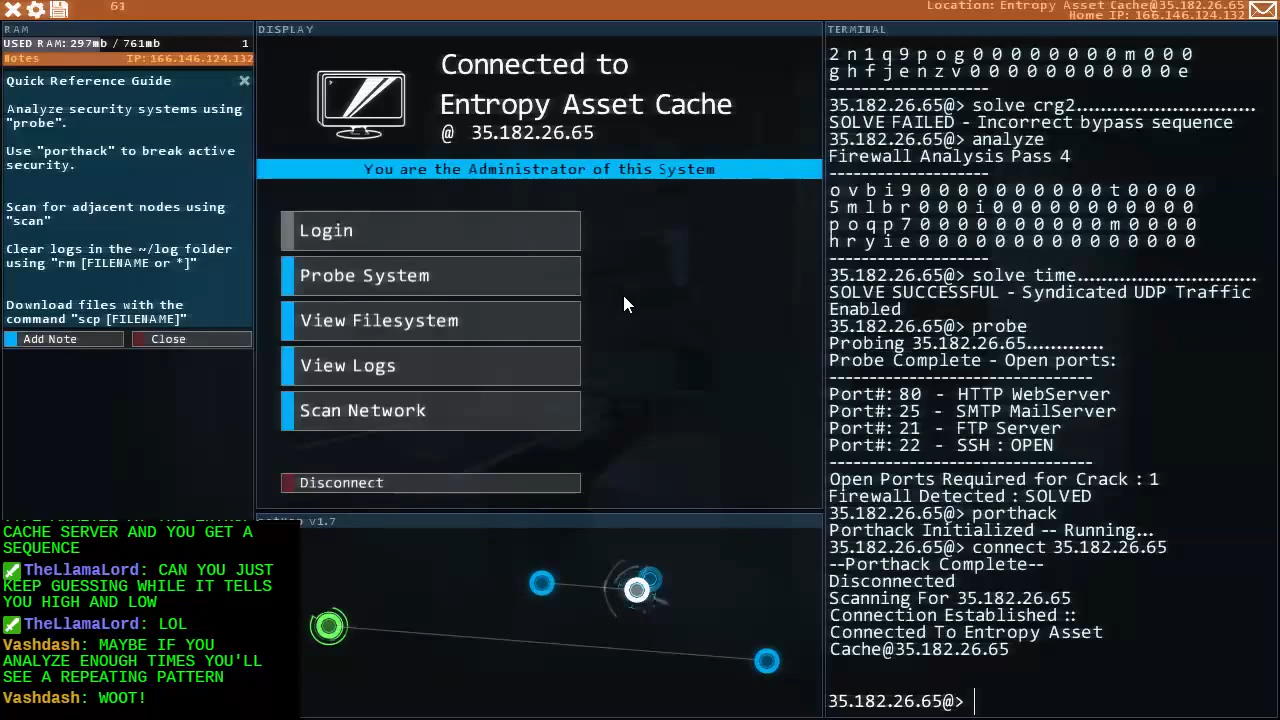 61
Location: Entropy Asset Cache@35.182.26.65
Home IP: 166.146.124.132
RAM
USED RAM: 297mb / 761mb 1
Notes IP: 166.146.124.132
Quick Reference Guide
Analyze security systems using
"probe".
Use "porthack" to break active
security.
Scan for adjacent nodes using
"scan"
Clear logs in the ~/log folder
using "rm [FILENAME or *]"
Download files with the
command "scp [FILENAME]"
Add Note
Close
CACHE SERVER AND YOU GET A
SEQUENCE
TheLlamaLord: CAN YOU JUST
KEEP GUESSING WHILE IT TELLS
YOU HIGH AND LOW
TheLlamaLord: LOL
Vashdash: MAYBE IF YOU
ANALYZE ENOUGH TIMES YOU'LL
SEE A REPEATING PATTERN
Vashdash: WOOT!
DISPLAY
Connected to
Entropy Asset Cache
@ 35.182.26.65
You are the Administrator of this System
Login
Probe System
View Filesystem
View Logs
Scan Network
Disconnect
v1.7
TERMINAL
2 n 1 q 9 p o g 0 0 0 0 0 0 0 0 m 0 0 0
g h f j e n z v 0 0 0 0 0 0 0 0 0 0 0 e
--------------------
35.182.26.65@> solve crg2..............................
SOLVE FAILED - Incorrect bypass sequence
35.182.26.65@> analyze
Firewall Analysis Pass 4
--------------------
o v b i 9 0 0 0 0 0 0 0 0 0 0 t 0 0 0 0
5 m l b r 0 0 0 i 0 0 0 0 0 0 0 0 0 0 0
p o q p 7 0 0 0 0 0 0 0 0 0 0 m 0 0 0 0
h r y i e 0 0 0 0 0 0 0 0 0 0 0 0 0 0 0
--------------------
35.182.26.65@> solve time..............................
SOLVE SUCCESSFUL - Syndicated UDP Traffic
Enabled
35.182.26.65@> probe
Probing 35.182.26.65.............
Probe Complete - Open ports:
---------------------------------
Port#: 80 - HTTP WebServer
Port#: 25 - SMTP MailServer
Port#: 21 - FTP Server
Port#: 22 - SSH : OPEN
---------------------------------
Open Ports Required for Crack : 1
Firewall Detected : SOLVED
35.182.26.65@> porthack
Porthack Initialized -- Running...
35.182.26.65@> connect 35.182.26.65
--Porthack Complete--
Disconnected
Scanning For 35.182.26.65
Connection Established ::
Connected To Entropy Asset
Cache@35.182.26.65
35.182.26.65@>